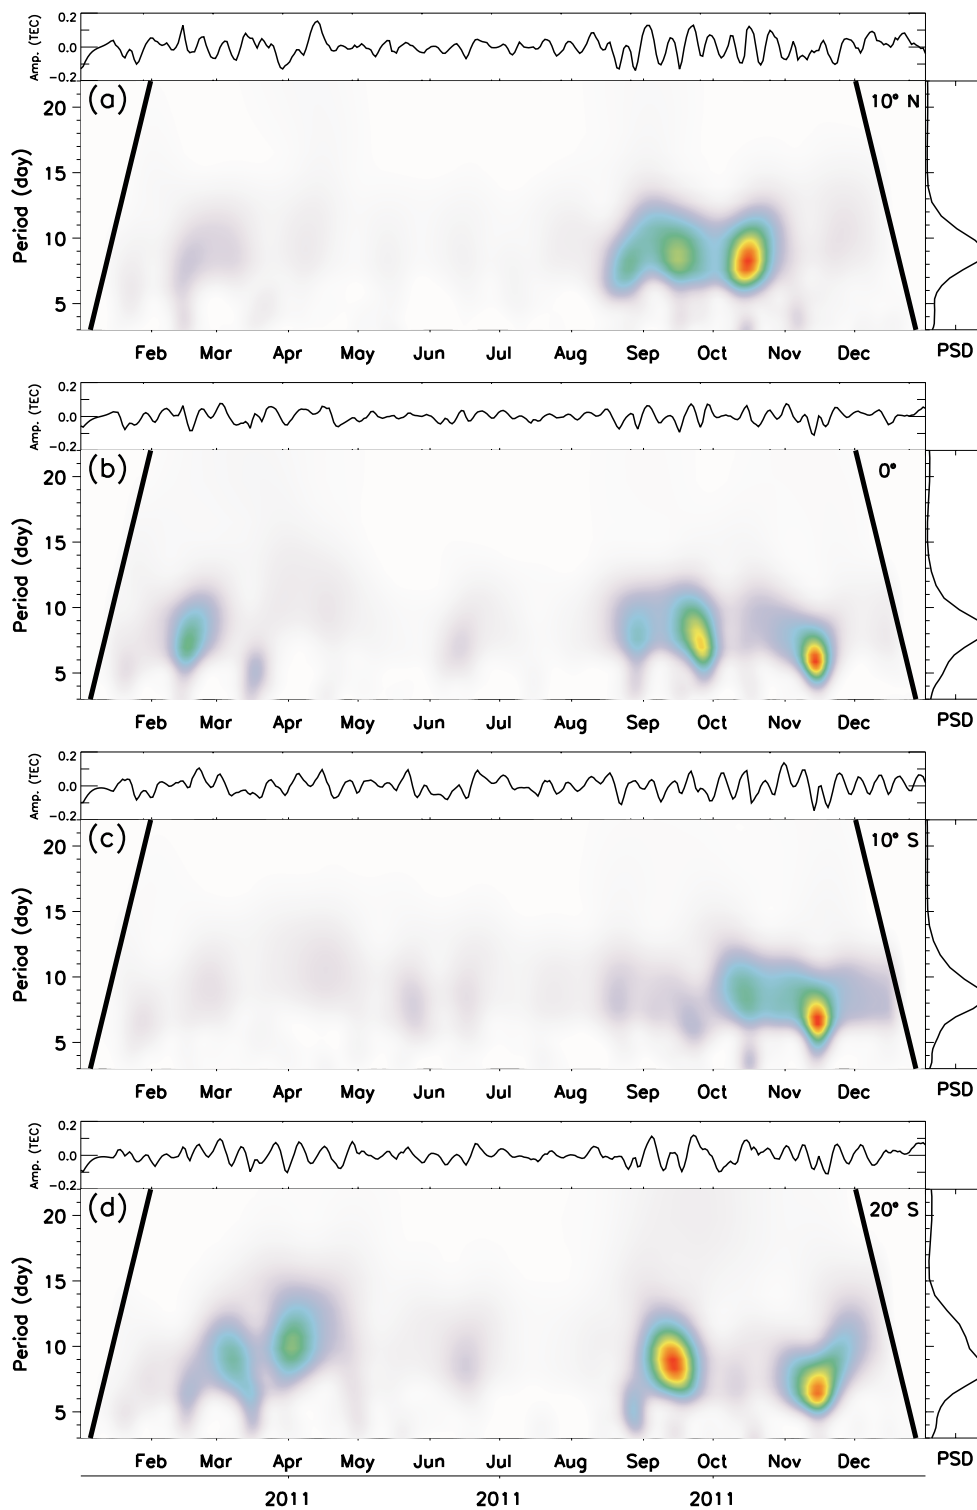 0.2
0.0
-0.2
Amp. (TEC)
(a)
10° N
20
15
10
5
Period (day)
Feb Mar Apr May Jun Jul Aug Sep Oct Nov Dec PSD
0.2
0.0
-0.2
Amp. (TEC)
(b)
0°
20
15
10
5
Period (day)
Feb Mar Apr May Jun Jul Aug Sep Oct Nov Dec PSD
0.2
0.0
-0.2
Amp. (TEC)
(c)
10° S
20
15
10
5
Period (day)
Feb Mar Apr May Jun Jul Aug Sep Oct Nov Dec PSD
0.2
0.0
-0.2
Amp. (TEC)
(d)
20° S
20
15
10
5
Period (day)
Feb Mar Apr May Jun Jul Aug Sep Oct Nov Dec PSD
2011 2011 2011